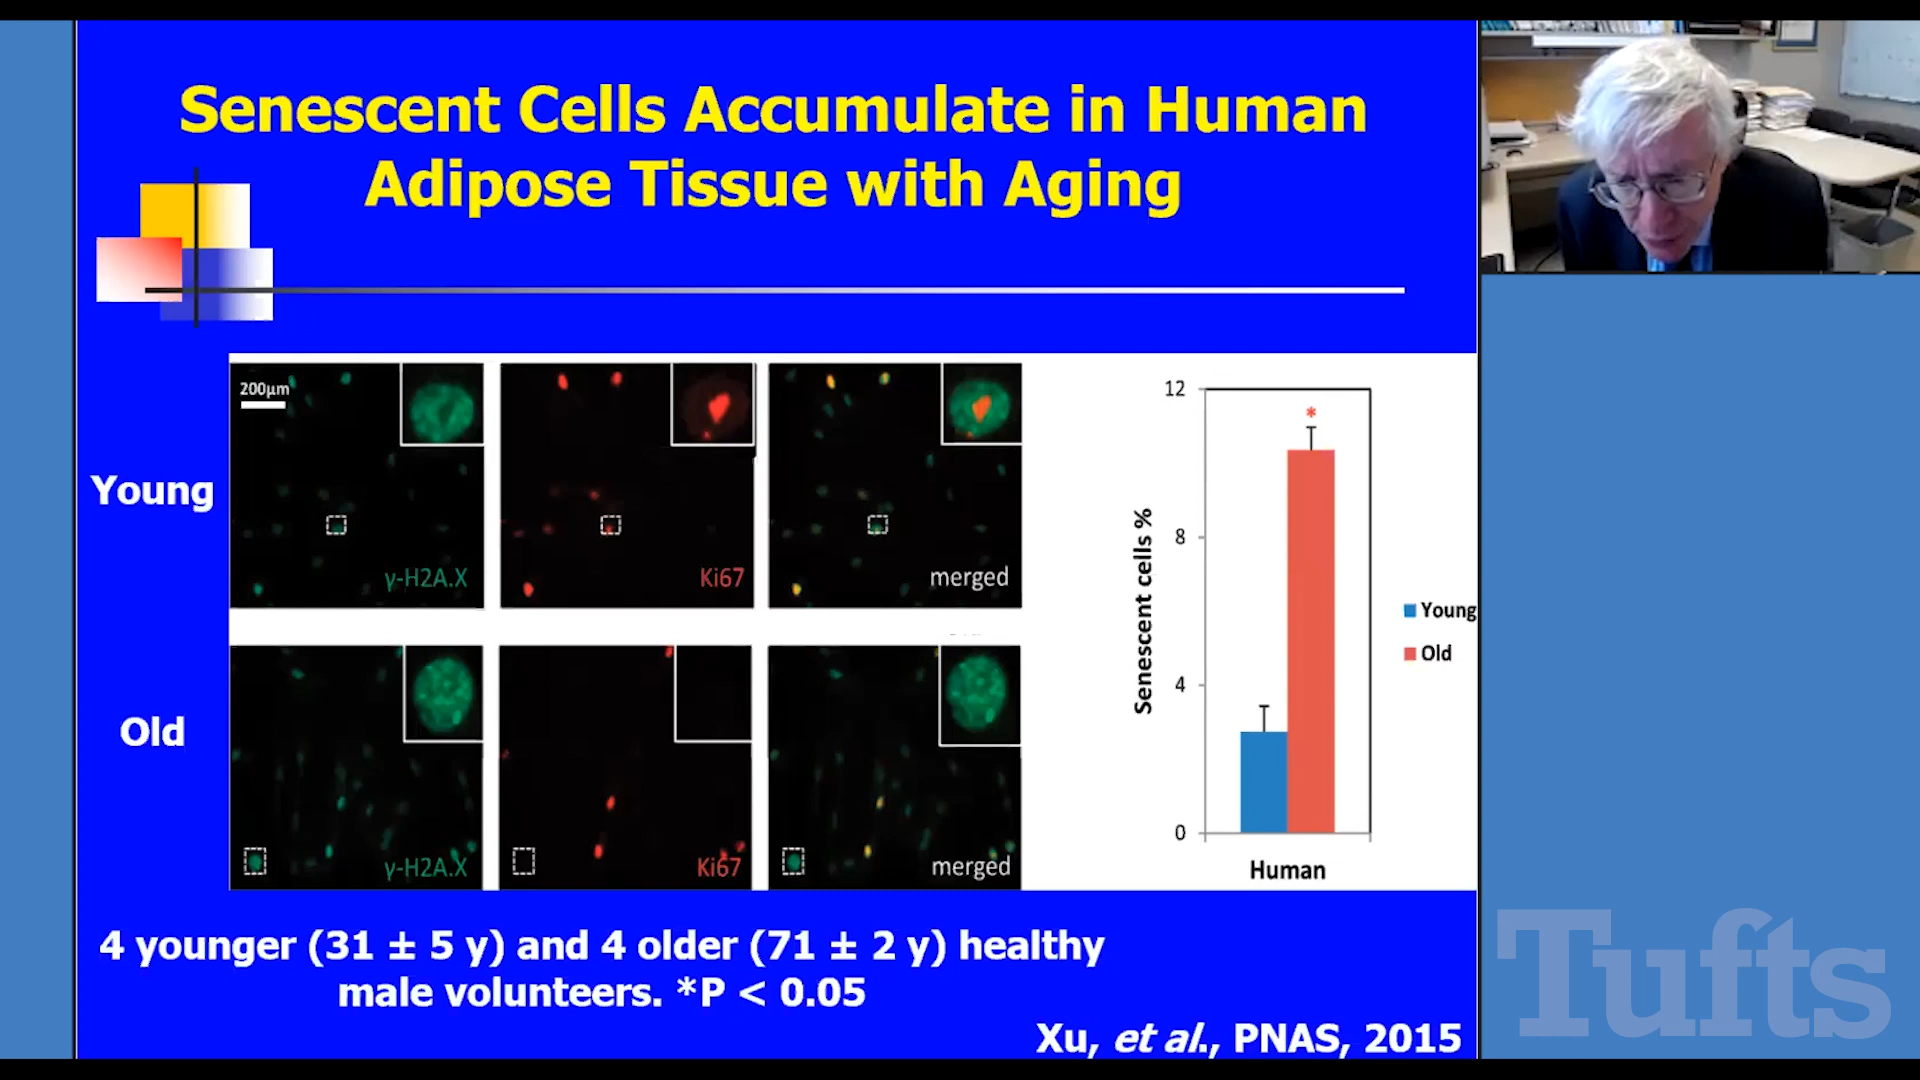 Senescent Cells Accumulate in Human
Adipose Tissue with Aging
Young
200µm
γ-H2A.X
Ki67
merged
Old
γ-H2A.X
Ki67
merged
Senescent cells %
12
8
4
0
*
Human
Young
Old
4 younger (31 ± 5 y) and 4 older (71 ± 2 y) healthy
male volunteers. *P < 0.05
Xu, et al., PNAS, 2015
Tufts